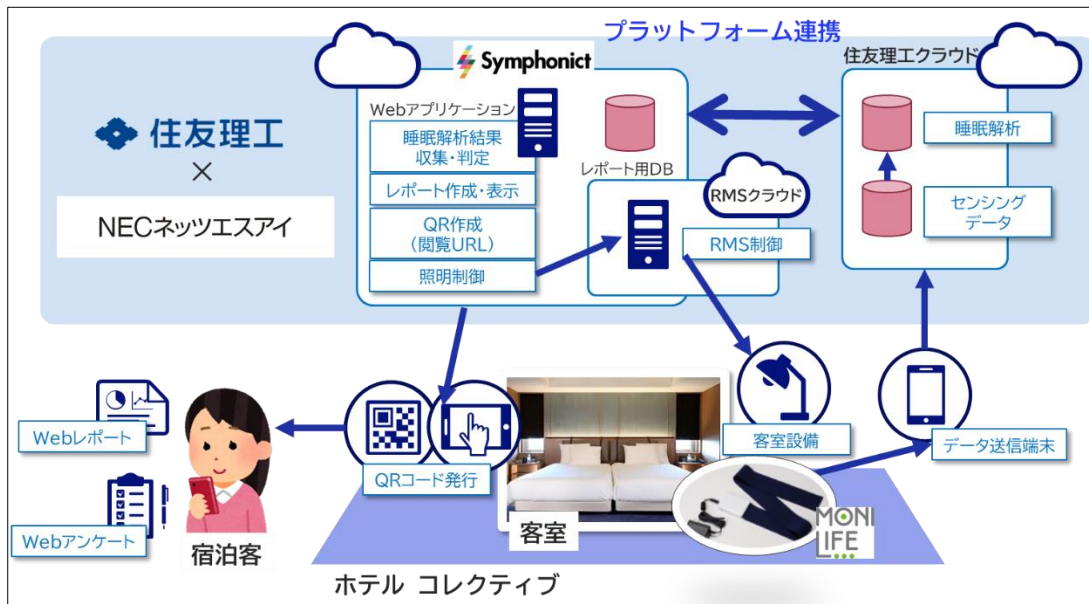 プラットフォーム連携
Symphonict
住友理工クラウド
Webアプリケーション
睡眠解析結果
収集・判定
レポート作成・表示
QR作成
(閲覧URL)
照明制御
レポート用DB
RMSクラウド
RMS制御
睡眠解析
センシング
データ
住友理工
×
NECネッツエスアイ
Webレポート
Webアンケート
宿泊客
QRコード発行
客室
客室設備
データ送信端末
MONI
LIFE
ホテル コレクティブ